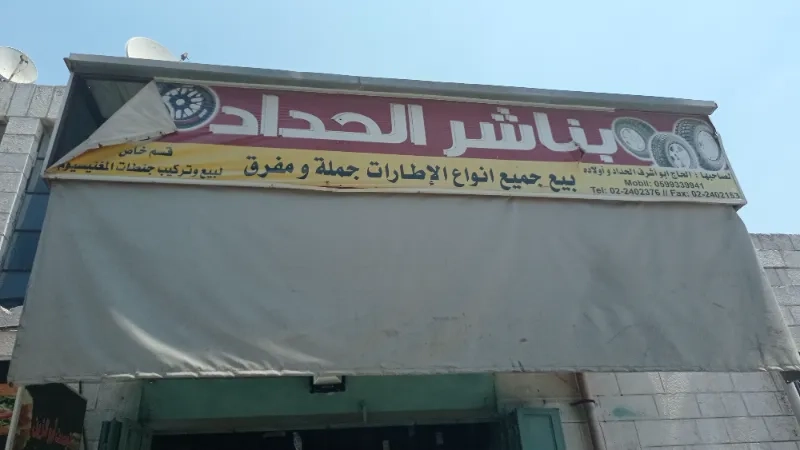 بناشر الحداد
بيع جميع انواع الإطارات جملة و مفرق
قسم خاص
لبيع وتركيب جنطات المغنيسيوم
صاحبها : الحاج ابو اشرف الحداد و اولاده
Mobil: 0599339941
Tel: 02-2402376 // Fax: 02-2402153